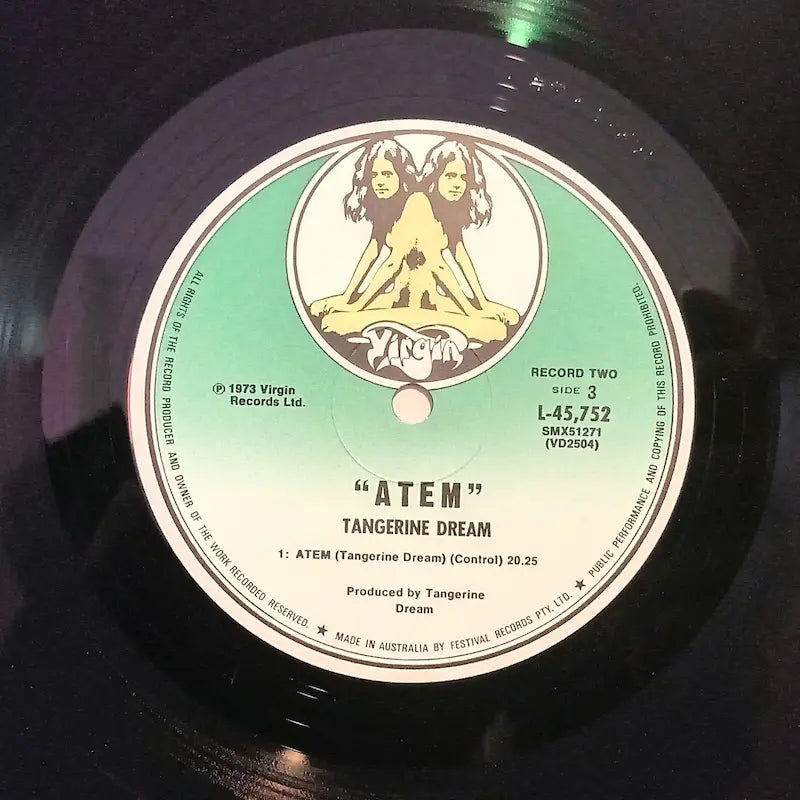 Virgin
℗ 1973 Virgin
Records Ltd.
RECORD TWO
SIDE 3
L-45,752
SMX51271
(VD2504)
“ATEM”
TANGERINE DREAM
1: ATEM (Tangerine Dream) (Control) 20.25
Produced by Tangerine
Dream
ALL RIGHTS OF THE RECORD PRODUCER AND OWNER OF THE WORK RECORDED RESERVED. ★ MADE IN AUSTRALIA BY FESTIVAL RECORDS PTY. LTD. ★ PUBLIC PERFORMANCE AND COPYING OF THIS RECORD PROHIBITED.